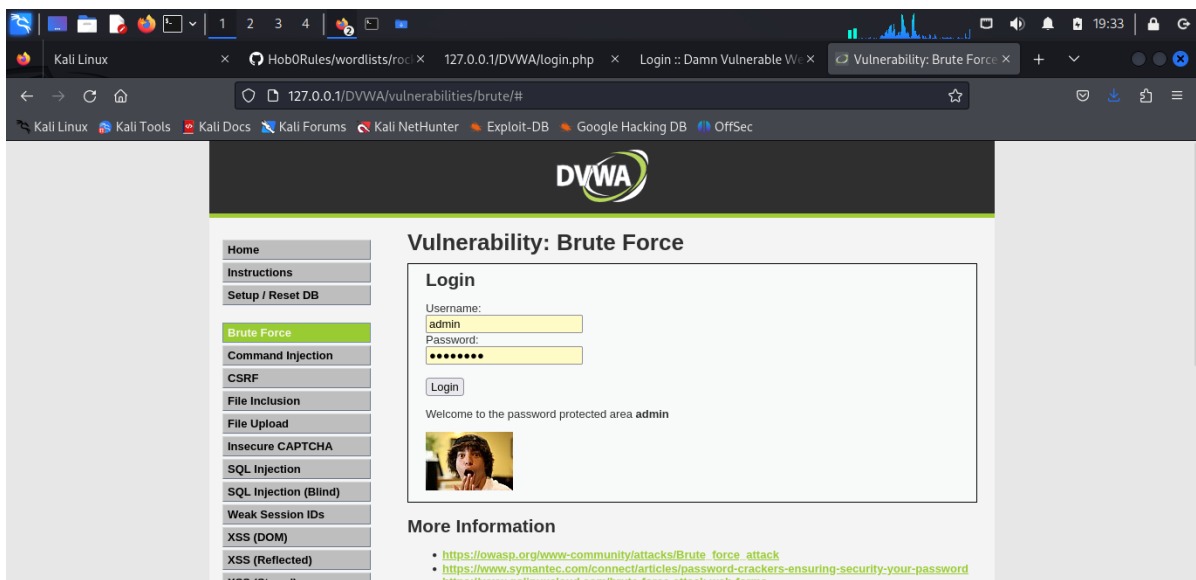 1 2 3 4 2 19:33
Kali Linux × Hob0Rules/wordlists/roc × 127.0.0.1/DVWA/login.php × Login :: Damn Vulnerable We × Vulnerability: Brute Force × +
127.0.0.1/DVWA/vulnerabilities/brute/#
Kali Linux Kali Tools Kali Docs Kali Forums Kali NetHunter Exploit-DB Google Hacking DB OffSec
DVWA
Home
Instructions
Setup / Reset DB
Brute Force
Command Injection
CSRF
File Inclusion
File Upload
Insecure CAPTCHA
SQL Injection
SQL Injection (Blind)
Weak Session IDs
XSS (DOM)
XSS (Reflected)
Vulnerability: Brute Force
Login
Username:
admin
Password:
••••••••
Login
Welcome to the password protected area admin
More Information
https://owasp.org/www-community/attacks/Brute_force_attack
https://www.symantec.com/connect/articles/password-crackers-ensuring-security-your-password